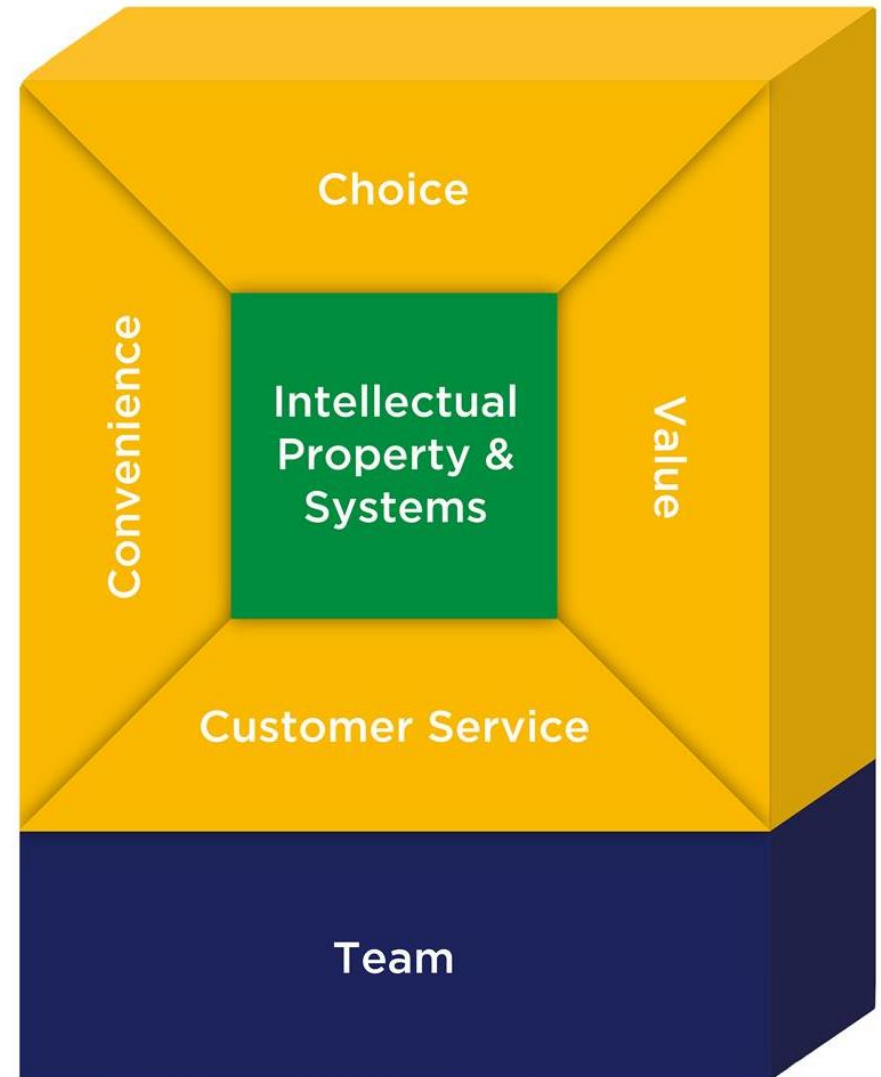 Choice
Convenience
Intellectual
Property &
Systems
Value
Customer Service
Team